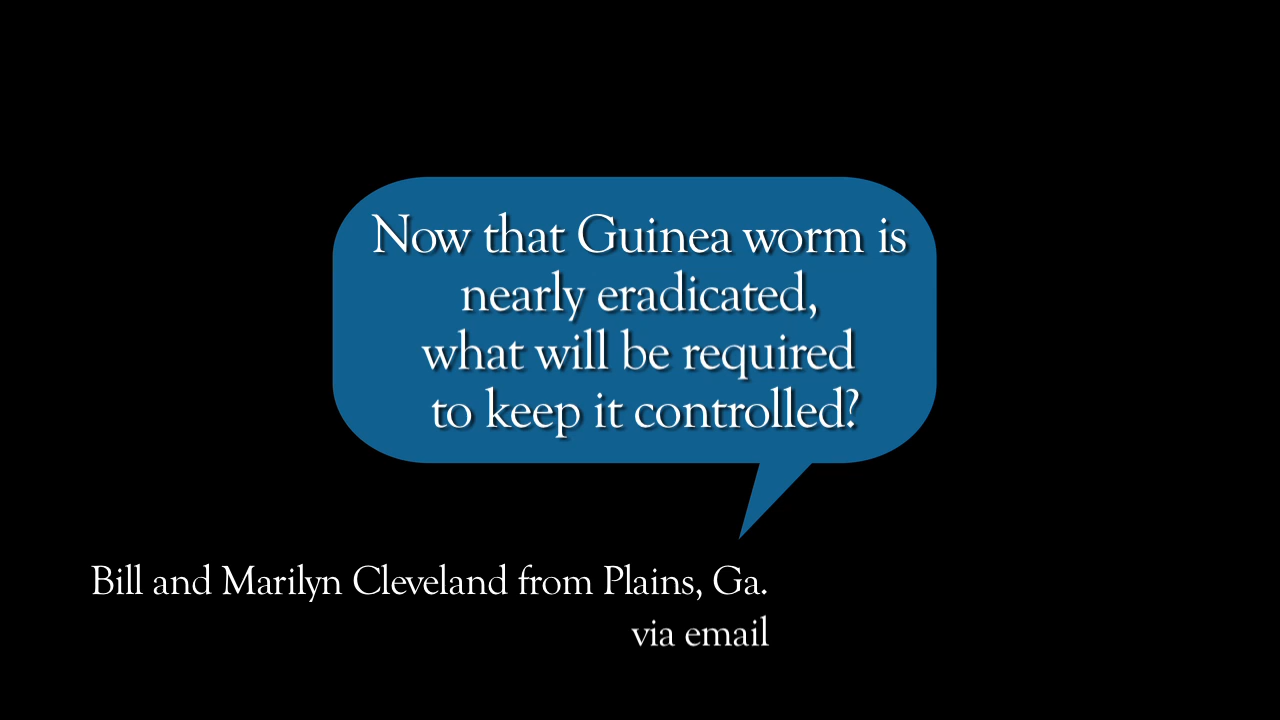 Now that Guinea worm is
nearly eradicated,
what will be required
to keep it controlled?
Bill and Marilyn Cleveland from Plains, Ga.
via email